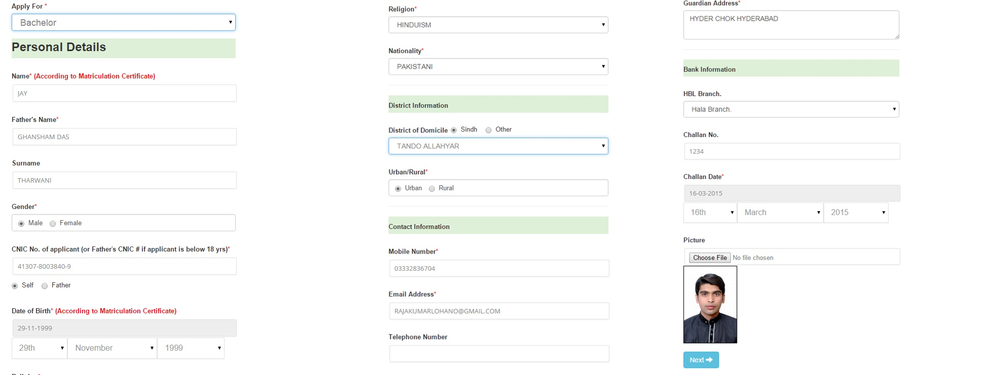 Apply For *
Bachelor
Personal Details
Name* (According to Matriculation Certificate)
JAY
Father's Name*
GHANSHAM DAS
Surname
THARWANI
Gender*
Male Female
CNIC No. of applicant (or Father's CNIC # if applicant is below 18 yrs)*
41307-8003840-9
Self Father
Date of Birth* (According to Matriculation Certificate)
29-11-1999
29th November 1999
Religion*
HINDUISM
Nationality*
PAKISTANI
District Information
District of Domicile Sindh Other
TANDO ALLAHYAR
Urban/Rural*
Urban Rural
Contact Information
Mobile Number*
03332836704
Email Address*
RAJAKUMARLOHANO@GMAIL.COM
Telephone Number
Guardian Address*
HYDER CHOK HYDERABAD
Bank Information
HBL Branch.
Hala Branch.
Challan No.
1234
Challan Date*
16-03-2015
16th March 2015
Picture
Choose File No file chosen
Next